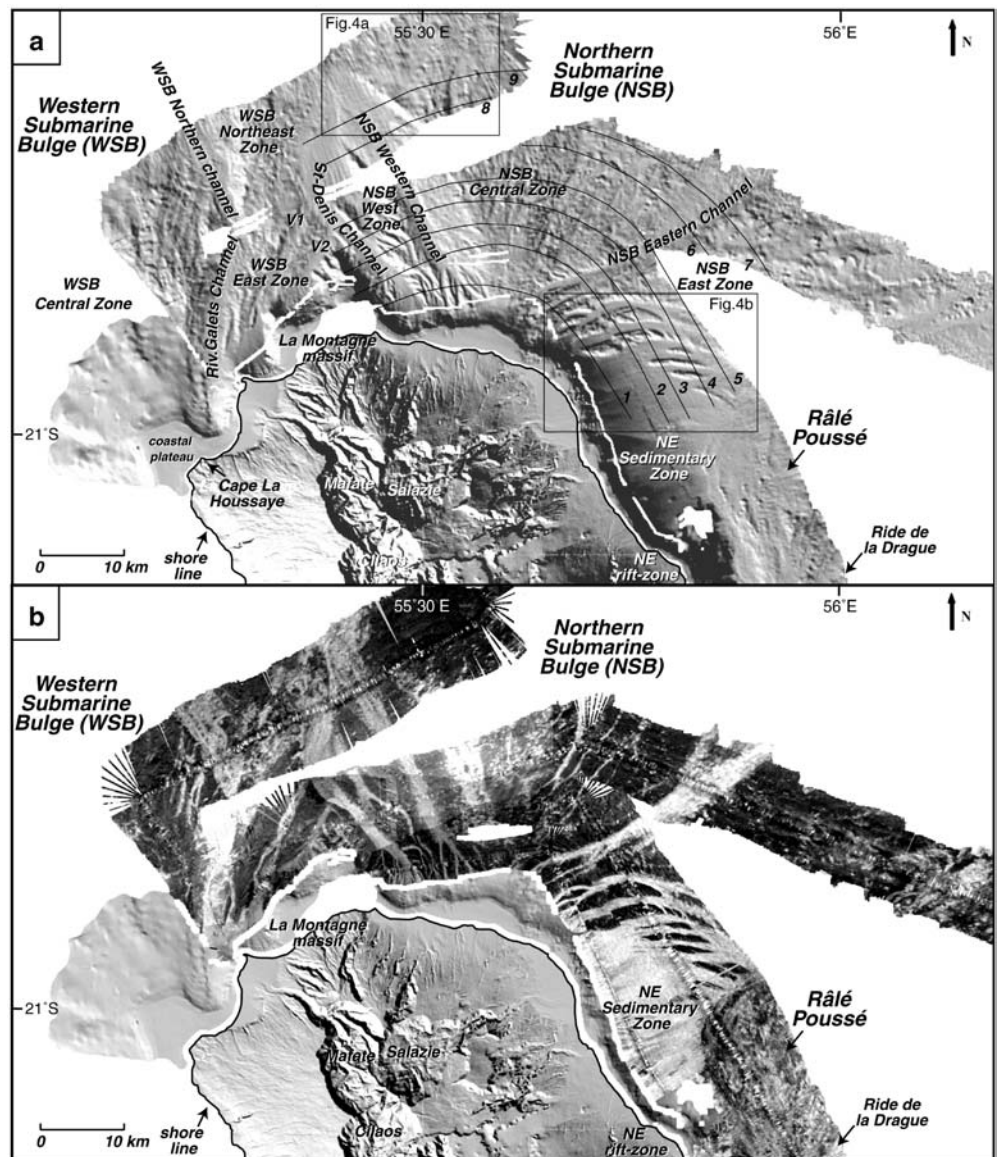 a
Fig.4a
55°30
56°E
N
Northern
Submarine
Bulge (NSB)
Western
Submarine
Bulge (WSB)
WSB Northern channel
WSB
Northeast
Zone
9
8
NSB Western Channel
St-Denis Channel
NSB
West
Zone
NSB
Central Zone
NSB Eastern Channel
V1
V2
6
7
NSB
East Zone
WSB
Central Zone
WSB
East Zone
Riv.Galets Channel
Fig.4b
La Montagne
massif
1
2
3
4
5
21°S
coastal
plateau
Cape La
Houssaye
Mafate
Salazie
NE
Sedimentary
Zone
Râlé
Poussé
0
10 km
shore
line
Cilaos
NE
rift-zone
Ride de
la Drague
b
55°30
56°E
N
Northern
Submarine
Bulge (NSB)
Western
Submarine
Bulge (WSB)
La Montagne
massif
21°S
NE
Sedimentary
Zone
Râlé
Poussé
Mafate
Salazie
0
10 km
shore
line
Cilaos
NE
rift-zone
Ride de
la Drague